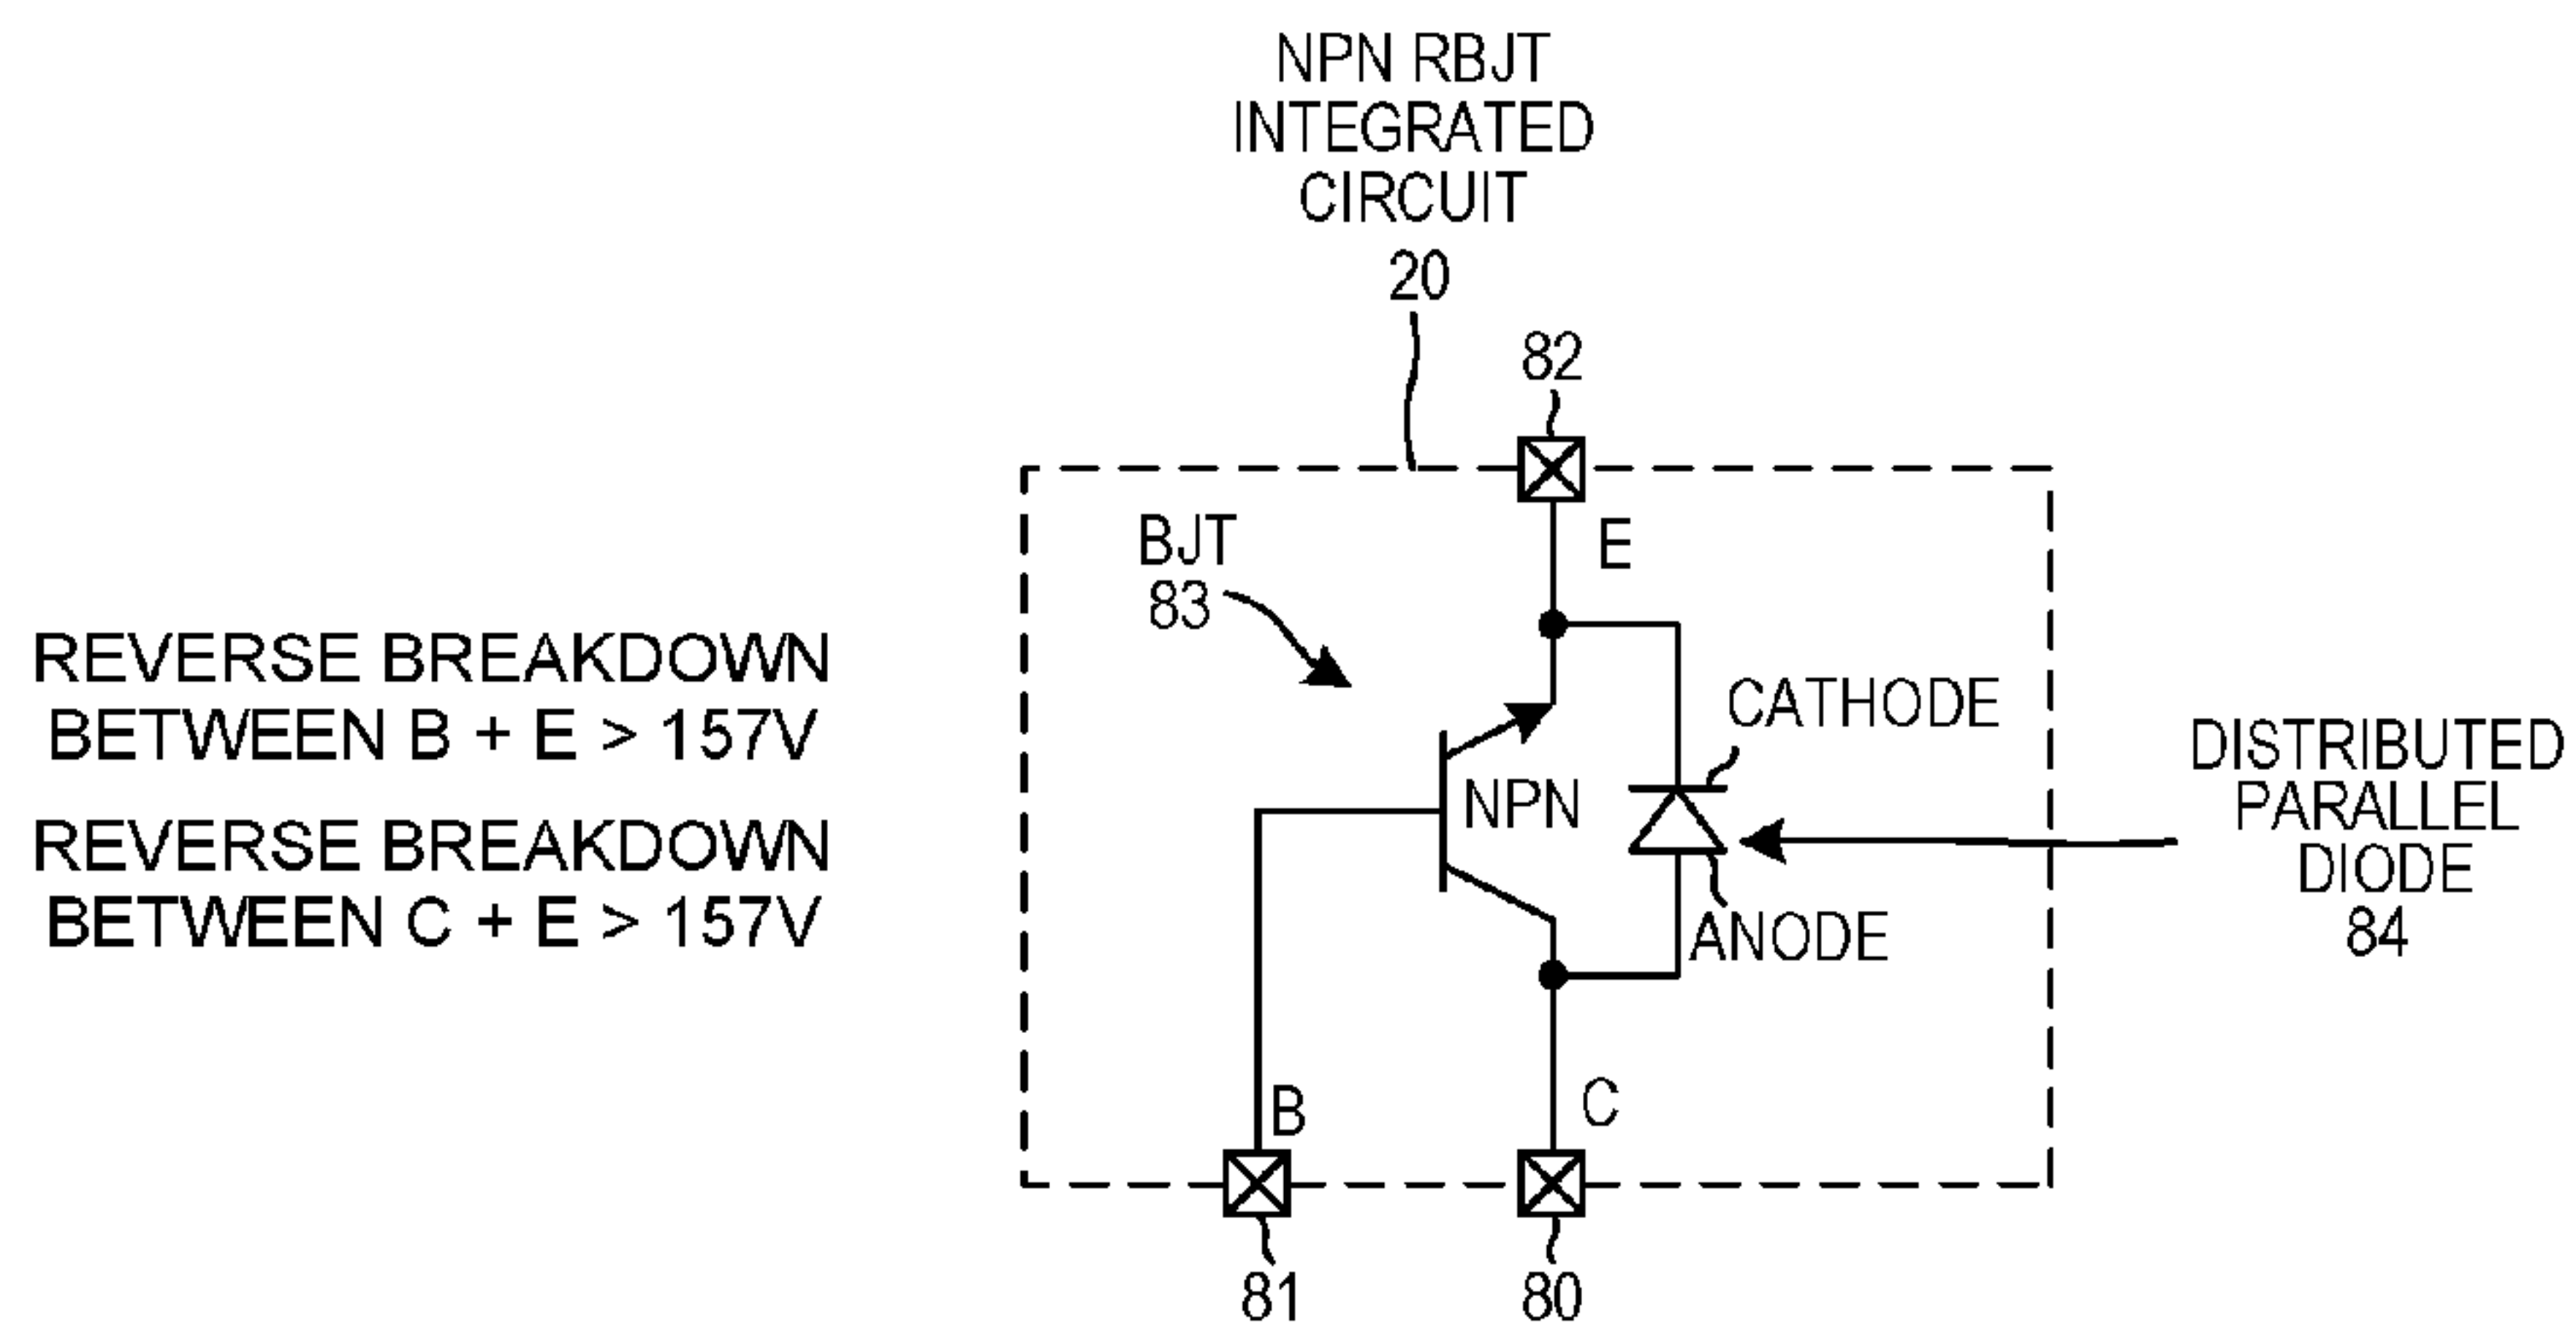 NPN RBJT
INTEGRATED
CIRCUIT
20
82
E
BJT
83
REVERSE BREAKDOWN
BETWEEN B + E > 157V
REVERSE BREAKDOWN
BETWEEN C + E > 157V
NPN
CATHODE
ANODE
DISTRIBUTED
PARALLEL
DIODE
84
B
C
81
80